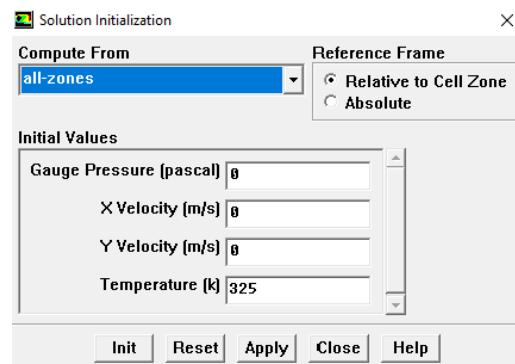 Solution Initialization
Compute From
all-zones
Reference Frame
Relative to Cell Zone
Absolute
Initial Values
Gauge Pressure (pascal) 0
X Velocity (m/s) 0
Y Velocity (m/s) 0
Temperature (k) 325
Init Reset Apply Close Help